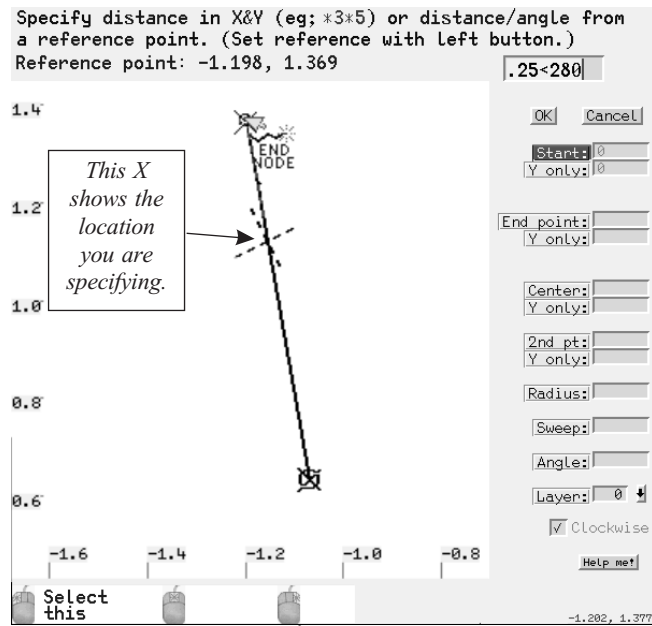 Specify distance in X&Y (eg; *3*5) or distance/angle from
a reference point. (Set reference with left button.)
Reference point: -1.198, 1.369
.25<280
OK Cancel
1.4
END
NODE
This X
shows the
location
you are
specifying.
1.2
1.0
0.8
0.6
-1.6 -1.4 -1.2 -1.0 -0.8
Start: 0
Y only: 0
End point:
Y only:
Center:
Y only:
2nd pt:
Y only:
Radius:
Sweep:
Angle:
Layer: 0
Clockwise
Help me!
Select
this
-1.202, 1.377